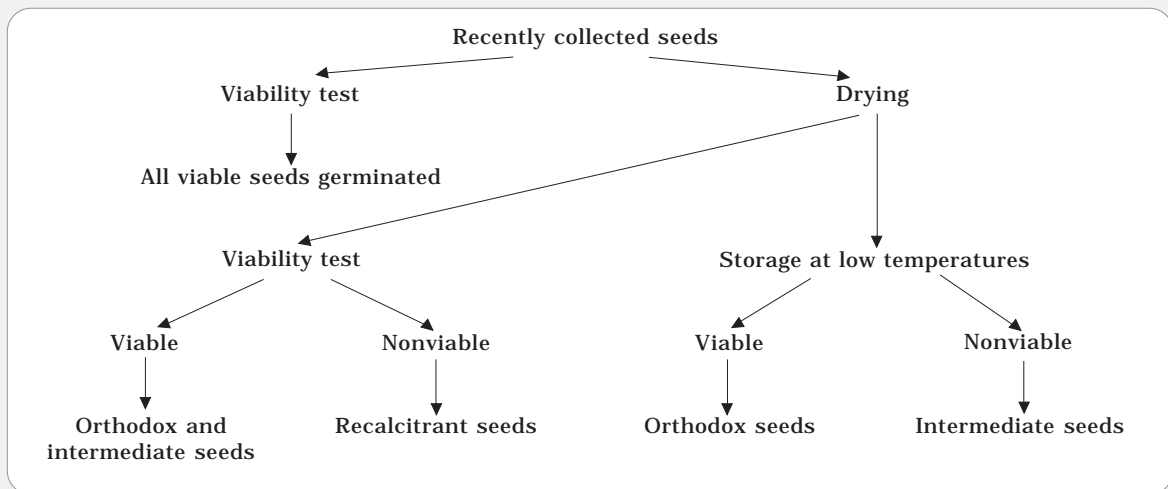 Recently collected seeds
Viability test
Drying
All viable seeds germinated
Viability test
Storage at low temperatures
Viable
Nonviable
Viable
Nonviable
Orthodox and
intermediate seeds
Recalcitrant seeds
Orthodox seeds
Intermediate seeds